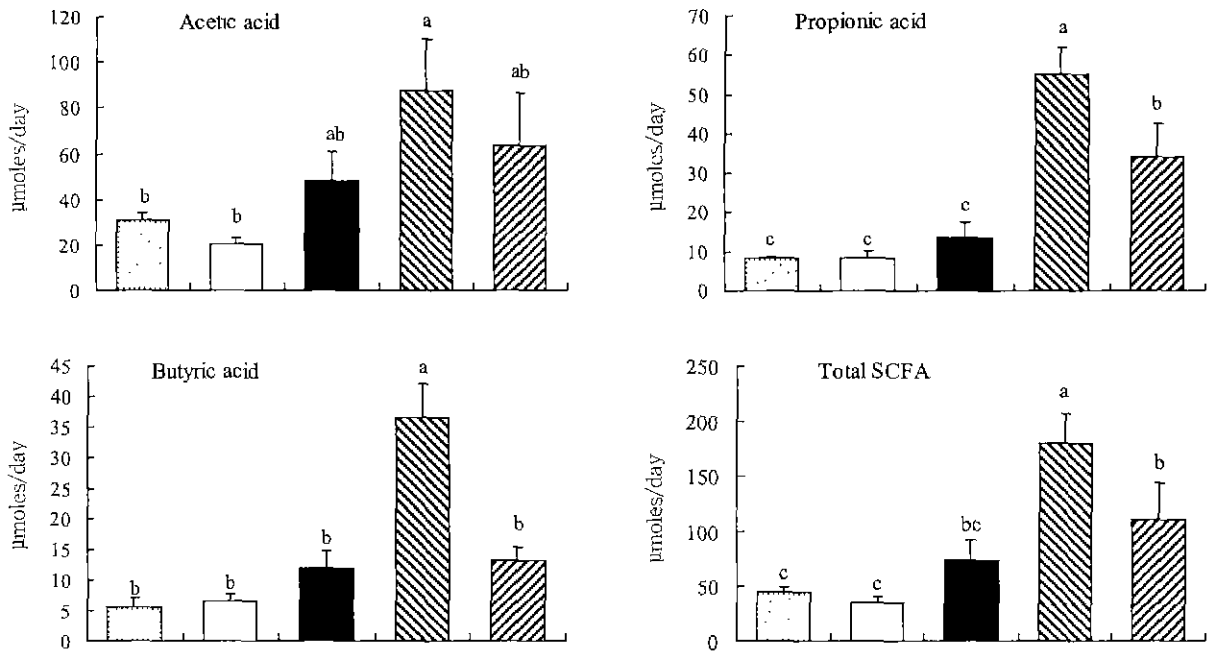 Acetic acid
µmoles/day
120
100
80
60
40
20
0
b
b
ab
a
ab
Propionic acid
µmoles/day
70
60
50
40
30
20
10
0
c
c
c
a
b
Butyric acid
µmoles/day
45
40
35
30
25
20
15
10
5
0
b
b
b
a
b
Total SCFA
µmoles/day
250
200
150
100
50
0
c
c
bc
a
b